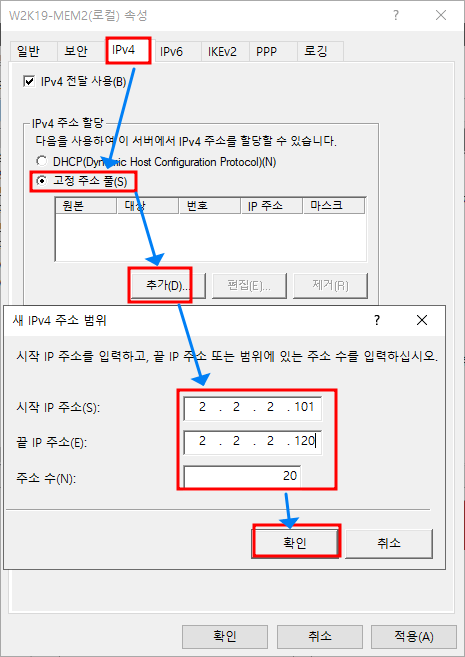 W2K19-MEM2(로컬) 속성
일반 보안 IPv4 IPv6 IKEv2 PPP 로깅
IPv4 전달 사용(B)
IPv4 주소 할당
다음을 사용하여 이 서버에서 IPv4 주소를 할당할 수 있습니다.
DHCP(Dynamic Host Configuration Protocol)(N)
고정 주소 풀(S)
원본 대상 번호 IP 주소 마스크
추가(D)... 편집(E)... 제거(R)
새 IPv4 주소 범위 ?
시작 IP 주소를 입력하고, 끝 IP 주소 또는 범위에 있는 주소 수를 입력하십시오.
시작 IP 주소(S): 2 . 2 . 2 . 101
끝 IP 주소(E): 2 . 2 . 2 . 120
주소 수(N): 20
확인 취소
확인 취소 적용(A)